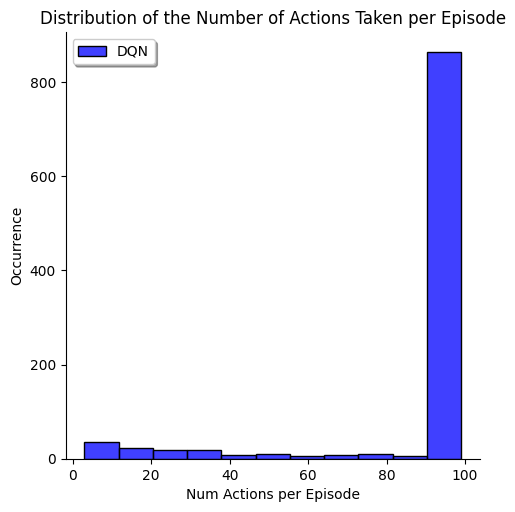 Distribution of the Number of Actions Taken per Episode
DQN
800
600
400
200
0
Occurrence
0 20 40 60 80 100
Num Actions per Episode